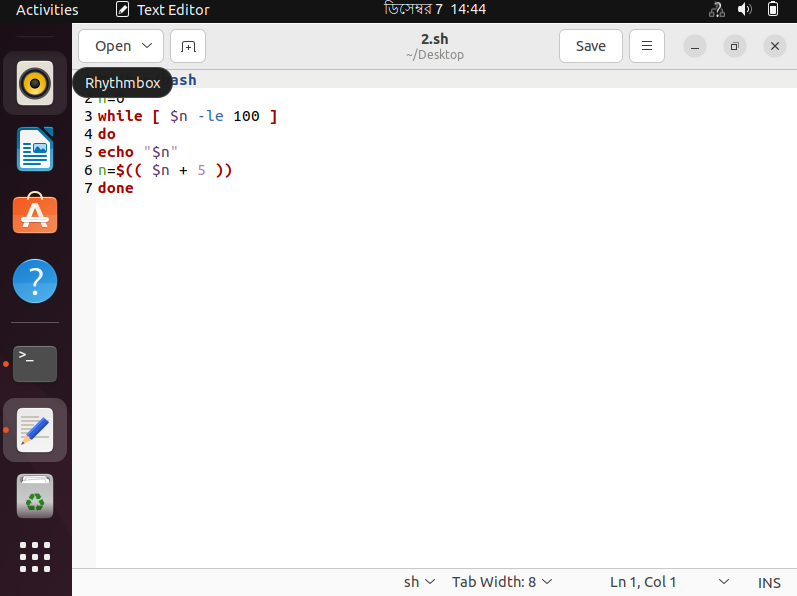 Activities Text Editor ডিসেম্বর 7 14:44
Open 2.sh Save
~/Desktop
Rhythmbox ash
2 n=0
3 while [ $n -le 100 ]
4 do
5 echo "$n"
6 n=$(( $n + 5 ))
7 done
>_
sh Tab Width: 8 Ln 1, Col 1 INS